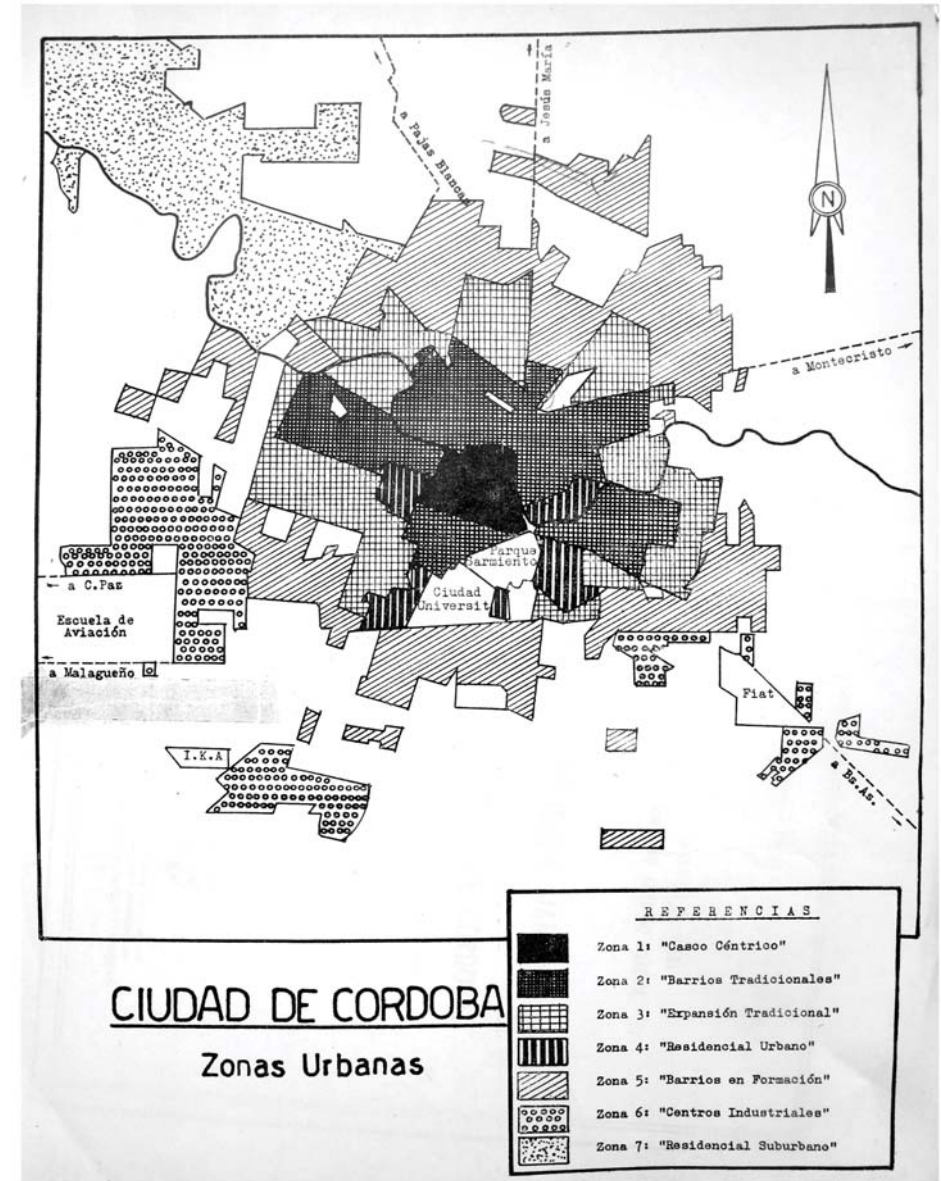 a Pajas Blancas
a Jesús María
N
a Montecristo
Parque
Sarmiento
Ciudad
Universit
a C.Paz
Escuela de
Aviación
a Malagueño
Fiat
I.K.A
a Bs.As.
REFERENCIAS
Zona 1: "Casco Céntrico"
Zona 2: "Barrios Tradicionales"
Zona 3: "Expansión Tradicional"
Zona 4: "Residencial Urbano"
Zona 5: "Barrios en Formación"
Zona 6: "Centros Industriales"
Zona 7: "Residencial Suburbano"
CIUDAD DE CORDOBA
Zonas Urbanas